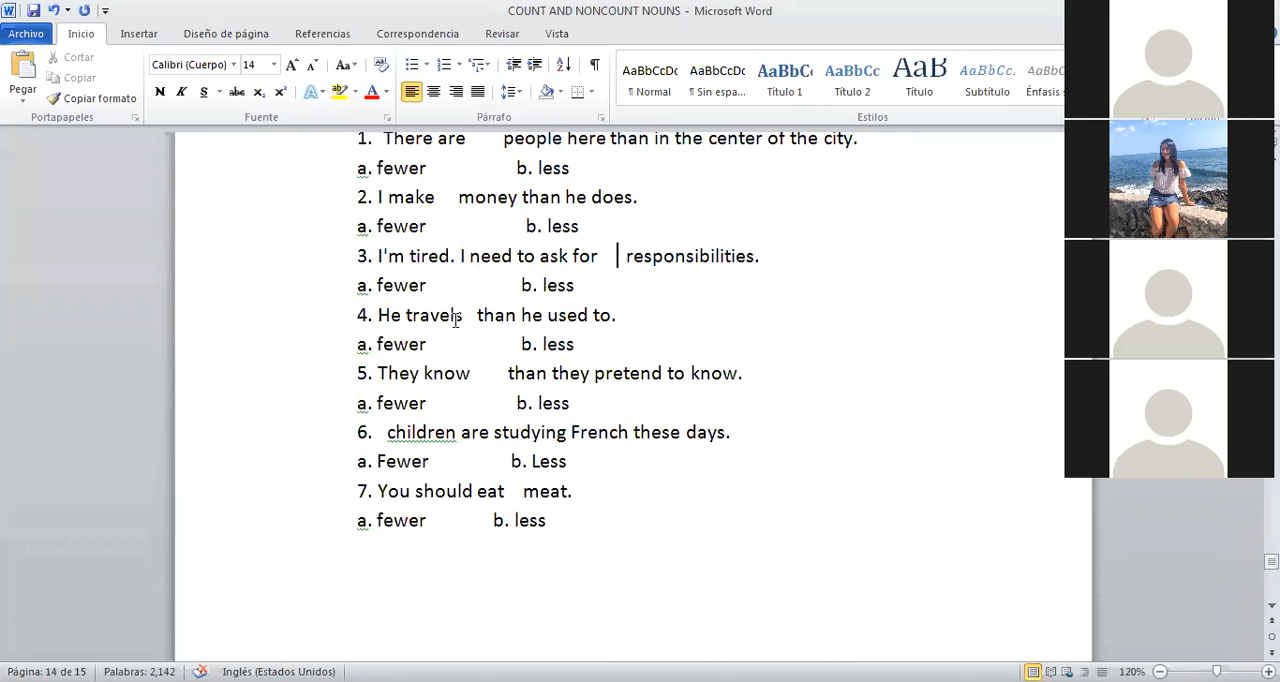 COUNT AND NONCOUNT NOUNS - Microsoft Word
Archivo Inicio Insertar Diseño de página Referencias Correspondencia Revisar Vista
Pegar
Cortar
Copiar
Copiar formato
Portapapeles
Calibri (Cuerpo) 14
Fuente
Párrafo
AaBbCcDc ¶ Normal
AaBbCcDc ¶ Sin espa...
AaBbC Título 1
AaBbCc Título 2
AaB Título
AaBbCc. Subtítulo
AaBbCc Énfasis
Estilos
1. There are people here than in the center of the city.
a. fewer b. less
2. I make money than he does.
a. fewer b. less
3. I'm tired. I need to ask for responsibilities.
a. fewer b. less
4. He travels than he used to.
a. fewer b. less
5. They know than they pretend to know.
a. fewer b. less
6. children are studying French these days.
a. Fewer b. Less
7. You should eat meat.
a. fewer b. less
Página: 14 de 15 Palabras: 2,142 Inglés (Estados Unidos) 120%